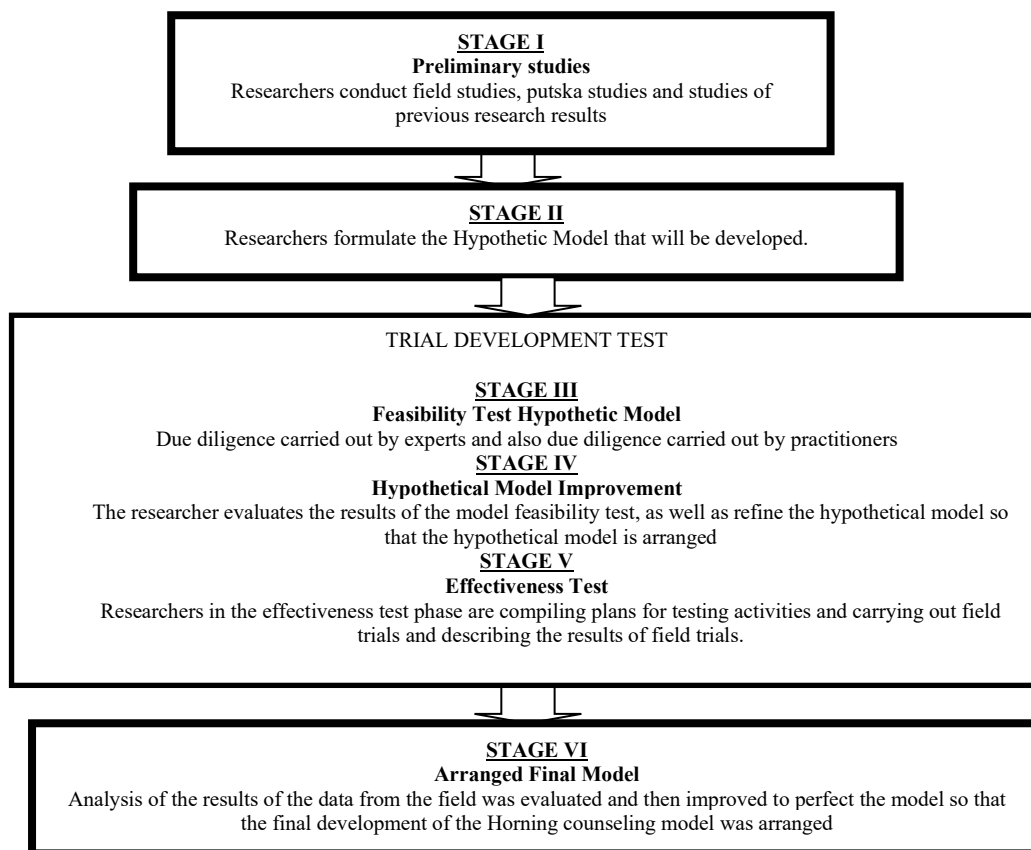 STAGE I
Preliminary studies
Researchers conduct field studies, putska studies and studies of
previous research results
STAGE II
Researchers formulate the Hypothetic Model that will be developed.
TRIAL DEVELOPMENT TEST
STAGE III
Feasibility Test Hypothetic Model
Due diligence carried out by experts and also due diligence carried out by practitioners
STAGE IV
Hypothetical Model Improvement
The researcher evaluates the results of the model feasibility test, as well as refine the hypothetical model so
that the hypothetical model is arranged
STAGE V
Effectiveness Test
Researchers in the effectiveness test phase are compiling plans for testing activities and carrying out field
trials and describing the results of field trials.
STAGE VI
Arranged Final Model
Analysis of the results of the data from the field was evaluated and then improved to perfect the model so that
the final development of the Horning counseling model was arranged